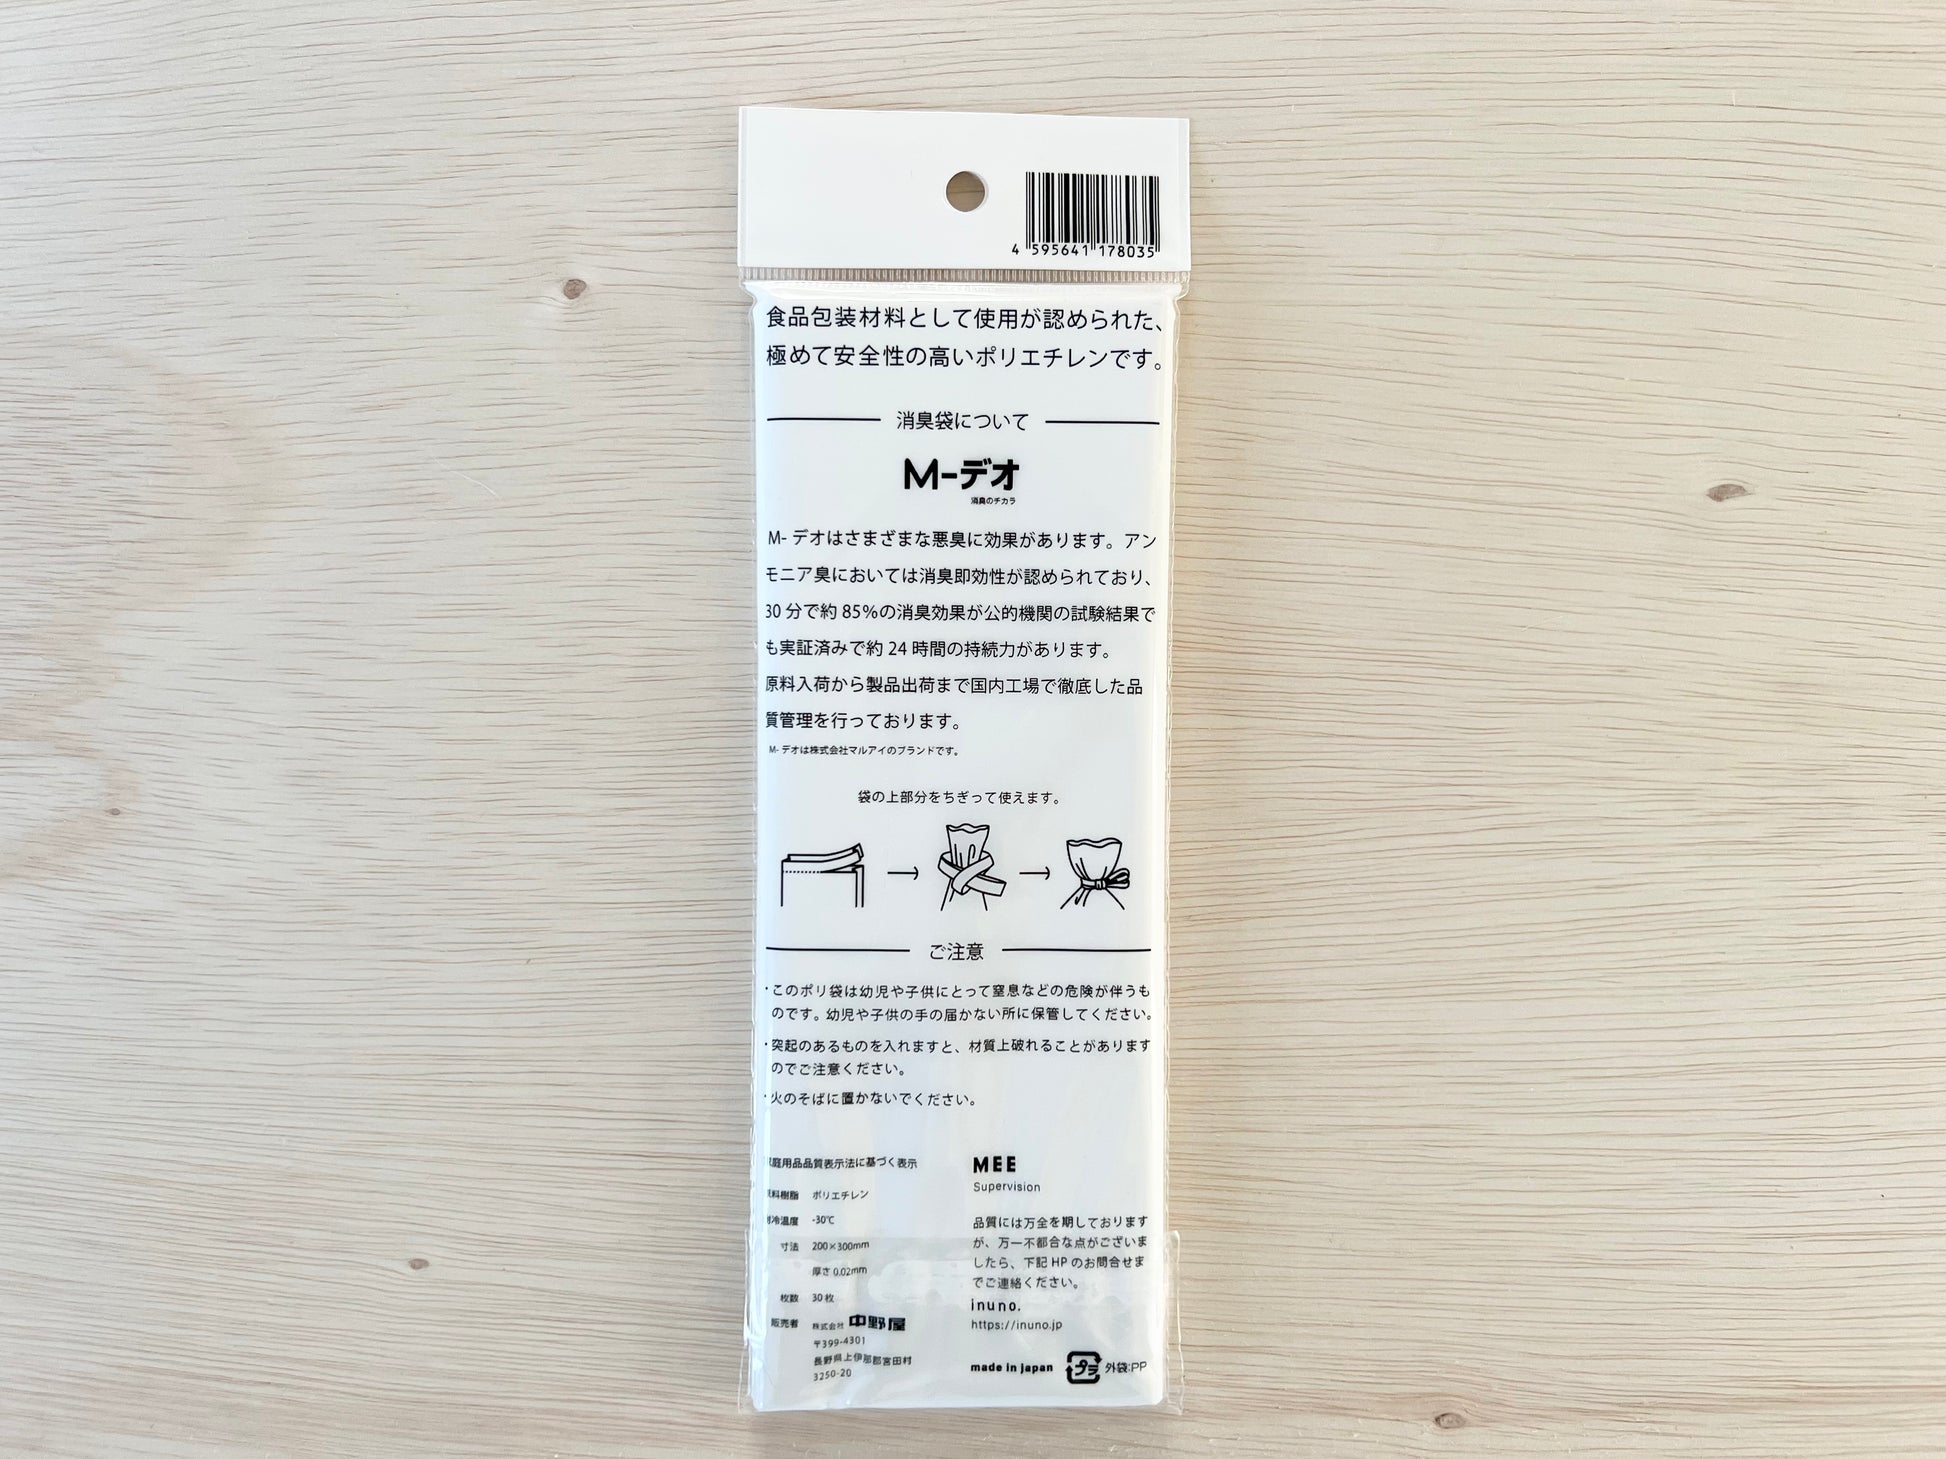 4 595641 178035
食品包装材料として使用が認められた、
極めて安全性の高いポリエチレンです。
消臭袋について
M-デオ
消臭のチカラ
M- デオはさまざまな悪臭に効果があります。アン
モニア臭においては消臭即効性が認められており、
30 分で約 85%の消臭効果が公的機関の試験結果で
も実証済みで約 24 時間の持続力があります。
原料入荷から製品出荷まで国内工場で徹底した品
質管理を行っております。
M- デオは株式会社マルアイのブランドです。
袋の上部分をちぎって使えます。
ご注意
・このポリ袋は幼児や子供にとって窒息などの危険が伴うも
のです。幼児や子供の手の届かない所に保管してください。
・突起のあるものを入れますと、材質上破れることがあります
のでご注意ください。
・火のそばに置かないでください。
家庭用品品質表示法に基づく表示
原料樹脂 ポリエチレン
耐冷温度 -30℃
寸法 200×300mm
厚さ 0.02mm
枚数 30 枚
販売者 株式会社 中野屋
〒399-4301
長野県上伊那郡宮田村
3250-20
MEE
Supervision
品質には万全を期しております
が、万一不都合な点がございま
したら、下記 HP のお問合せま
でご連絡ください。
inuno.
https://inuno.jp
made in japan プラ 外袋:PP